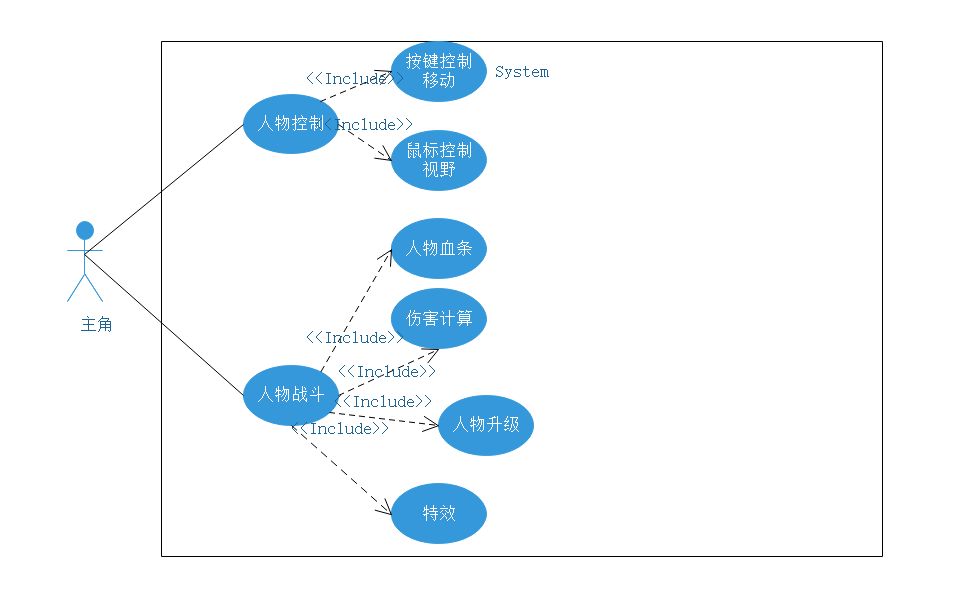 按键控制
移动
System
<<Include>>
人物控制
<<Include>>
鼠标控制
视野
人物血条
主角
伤害计算
<<Include>>
<<Include>>
人物战斗
<<Include>>
人物升级
<<Include>>
特效